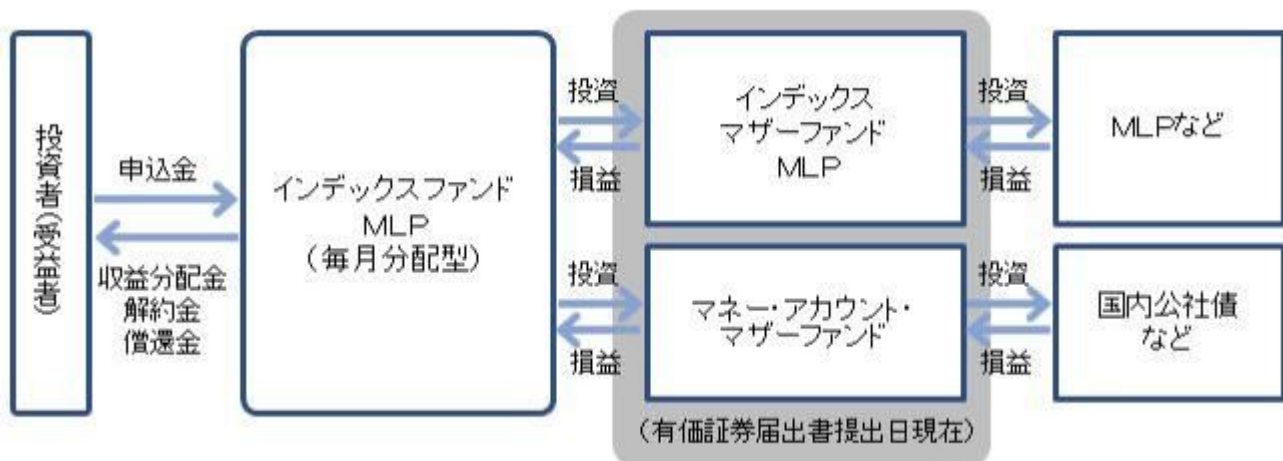 投資者(受益者)
申込金
収益分配金
解約金
償還金
インデックスファンド
MLP
(毎月分配型)
投資
損益
インデックス
マザーファンド
MLP
投資
損益
MLPなど
投資
損益
マネー・アカウント・
マザーファンド
投資
損益
国内公社債
など
(有価証券届出書提出日現在)